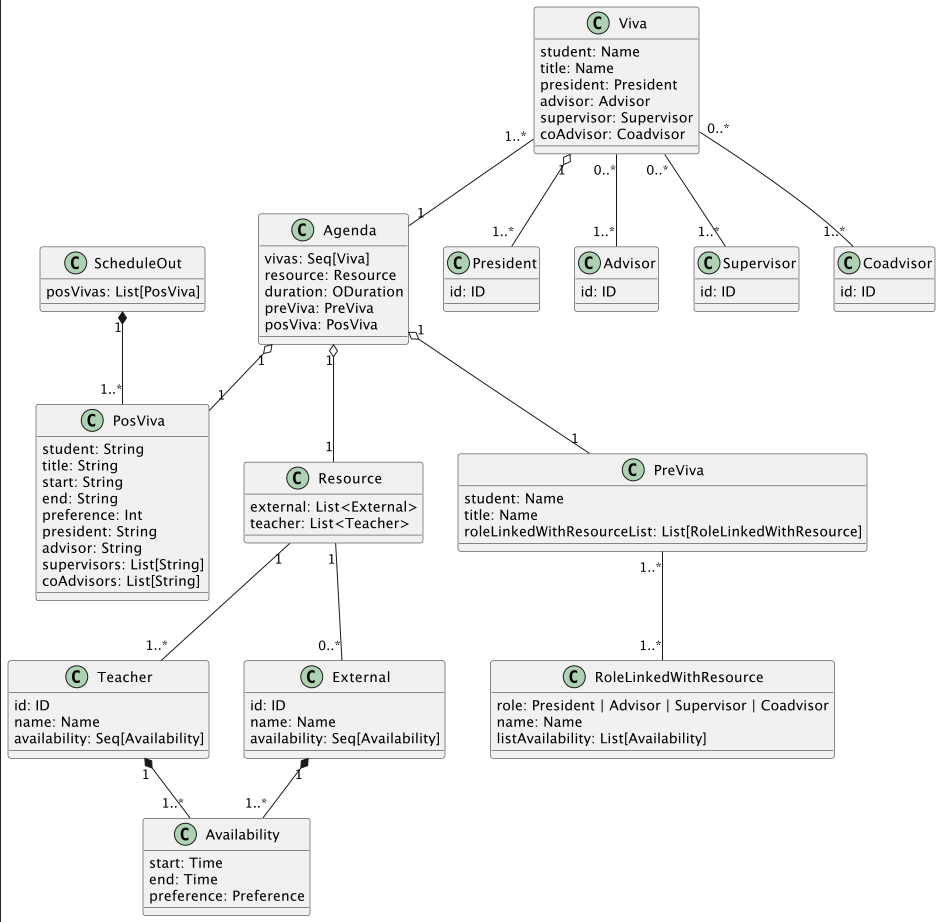 C Viva
student: Name
title: Name
president: President
advisor: Advisor
supervisor: Supervisor
coAdvisor: Coadvisor
1..*
1
1
1..*
0..*
1..*
0..*
1..*
0..*
1..*
C Agenda
vivas: Seq[Viva]
resource: Resource
duration: ODuration
preViva: PreViva
posViva: PosViva
C President
id: ID
C Advisor
id: ID
C Supervisor
id: ID
C Coadvisor
id: ID
C ScheduleOut
posVivas: List[PosViva]
1
1..*
1
1
1
1
1
1
C PosViva
student: String
title: String
start: String
end: String
preference: Int
president: String
advisor: String
supervisors: List[String]
coAdvisors: List[String]
C Resource
external: List<External>
teacher: List<Teacher>
C PreViva
student: Name
title: Name
roleLinkedWithResourceList: List[RoleLinkedWithResource]
1
1..*
1
0..*
1..*
1..*
C Teacher
id: ID
name: Name
availability: Seq[Availability]
C External
id: ID
name: Name
availability: Seq[Availability]
C RoleLinkedWithResource
role: President | Advisor | Supervisor | Coadvisor
name: Name
listAvailability: List[Availability]
1
1..*
1
1..*
C Availability
start: Time
end: Time
preference: Preference